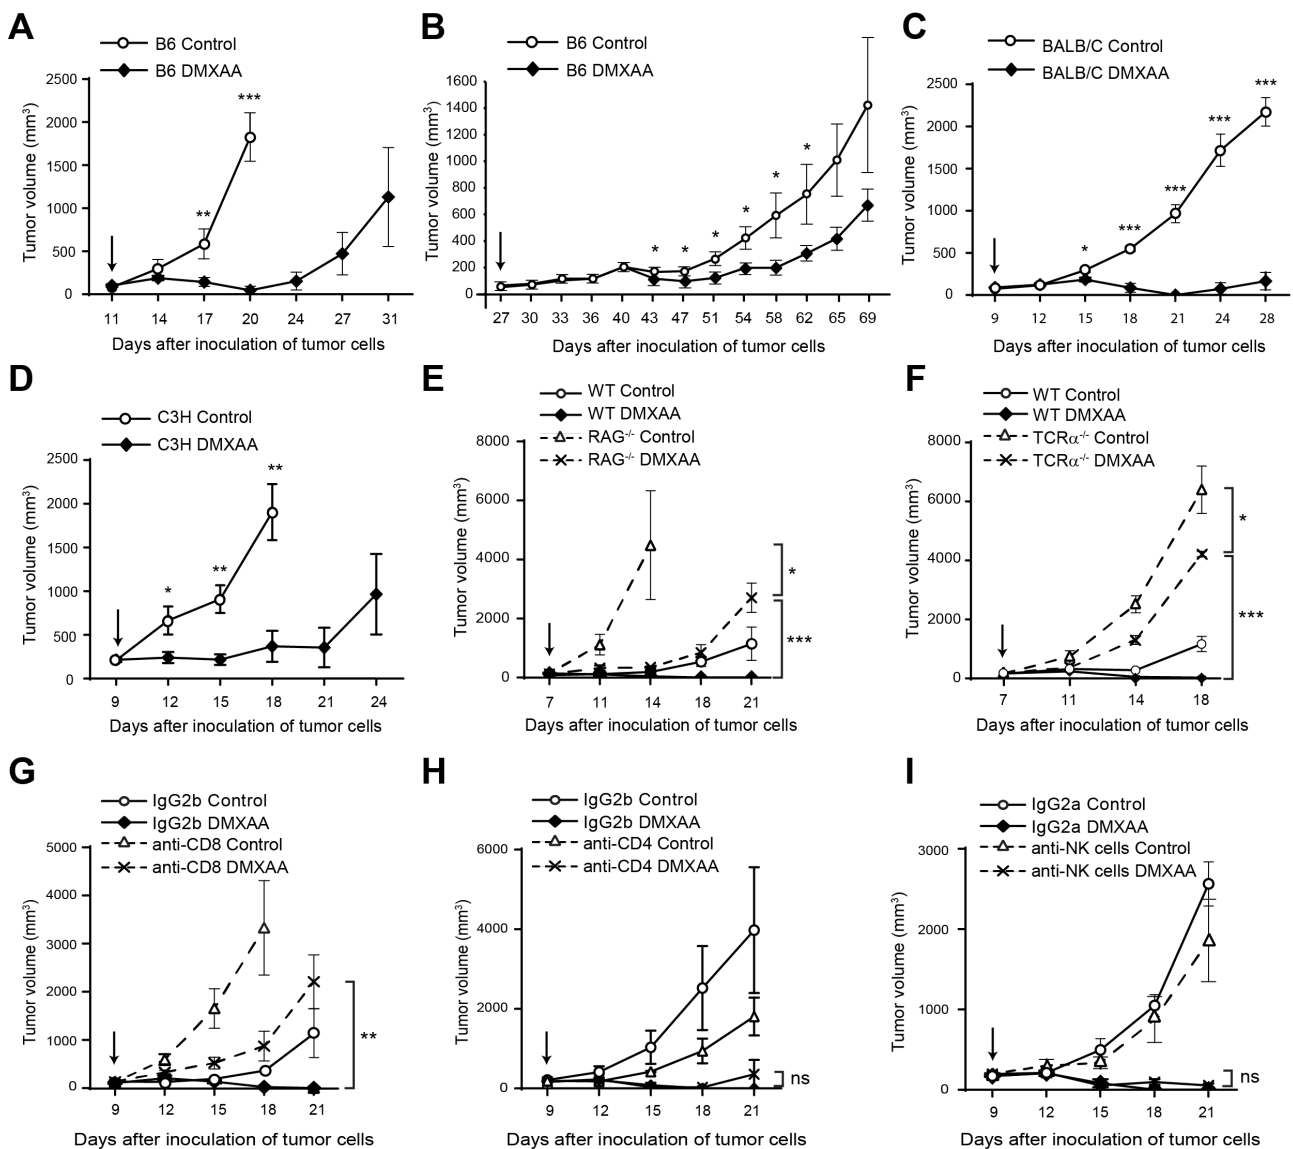 A
B6 Control
B6 DMXAA
Tumor volume (mm³)
2500
2000
1500
1000
500
0
**
***
11 14 17 20 24 27 31
Days after inoculation of tumor cells
B
B6 Control
B6 DMXAA
Tumor volume (mm³)
1600
1400
1200
1000
800
600
400
200
0
* * * * * *
27 30 33 36 40 43 47 51 54 58 62 65 69
Days after inoculation of tumor cells
C
BALB/C Control
BALB/C DMXAA
Tumor volume (mm³)
2500
2000
1500
1000
500
0
* *** *** *** ***
9 12 15 18 21 24 28
Days after inoculation of tumor cells
D
C3H Control
C3H DMXAA
Tumor volume (mm³)
2500
2000
1500
1000
500
0
* ** **
9 12 15 18 21 24
Days after inoculation of tumor cells
E
WT Control
WT DMXAA
RAG-/- Control
RAG-/- DMXAA
Tumor volume (mm³)
8000
6000
4000
2000
0
*
***
7 11 14 18 21
Days after inoculation of tumor cells
F
WT Control
WT DMXAA
TCRα-/- Control
TCRα-/- DMXAA
Tumor volume (mm³)
8000
6000
4000
2000
0
*
***
7 11 14 18
Days after inoculation of tumor cells
G
IgG2b Control
IgG2b DMXAA
anti-CD8 Control
anti-CD8 DMXAA
Tumor volume (mm³)
5000
4000
3000
2000
1000
0
**
9 12 15 18 21
Days after inoculation of tumor cells
H
IgG2b Control
IgG2b DMXAA
anti-CD4 Control
anti-CD4 DMXAA
Tumor volume (mm³)
6000
4000
2000
0
ns
9 12 15 18 21
Days after inoculation of tumor cells
I
IgG2a Control
IgG2a DMXAA
anti-NK cells Control
anti-NK cells DMXAA
Tumor volume (mm³)
3000
2000
1000
0
ns
9 12 15 18 21
Days after inoculation of tumor cells